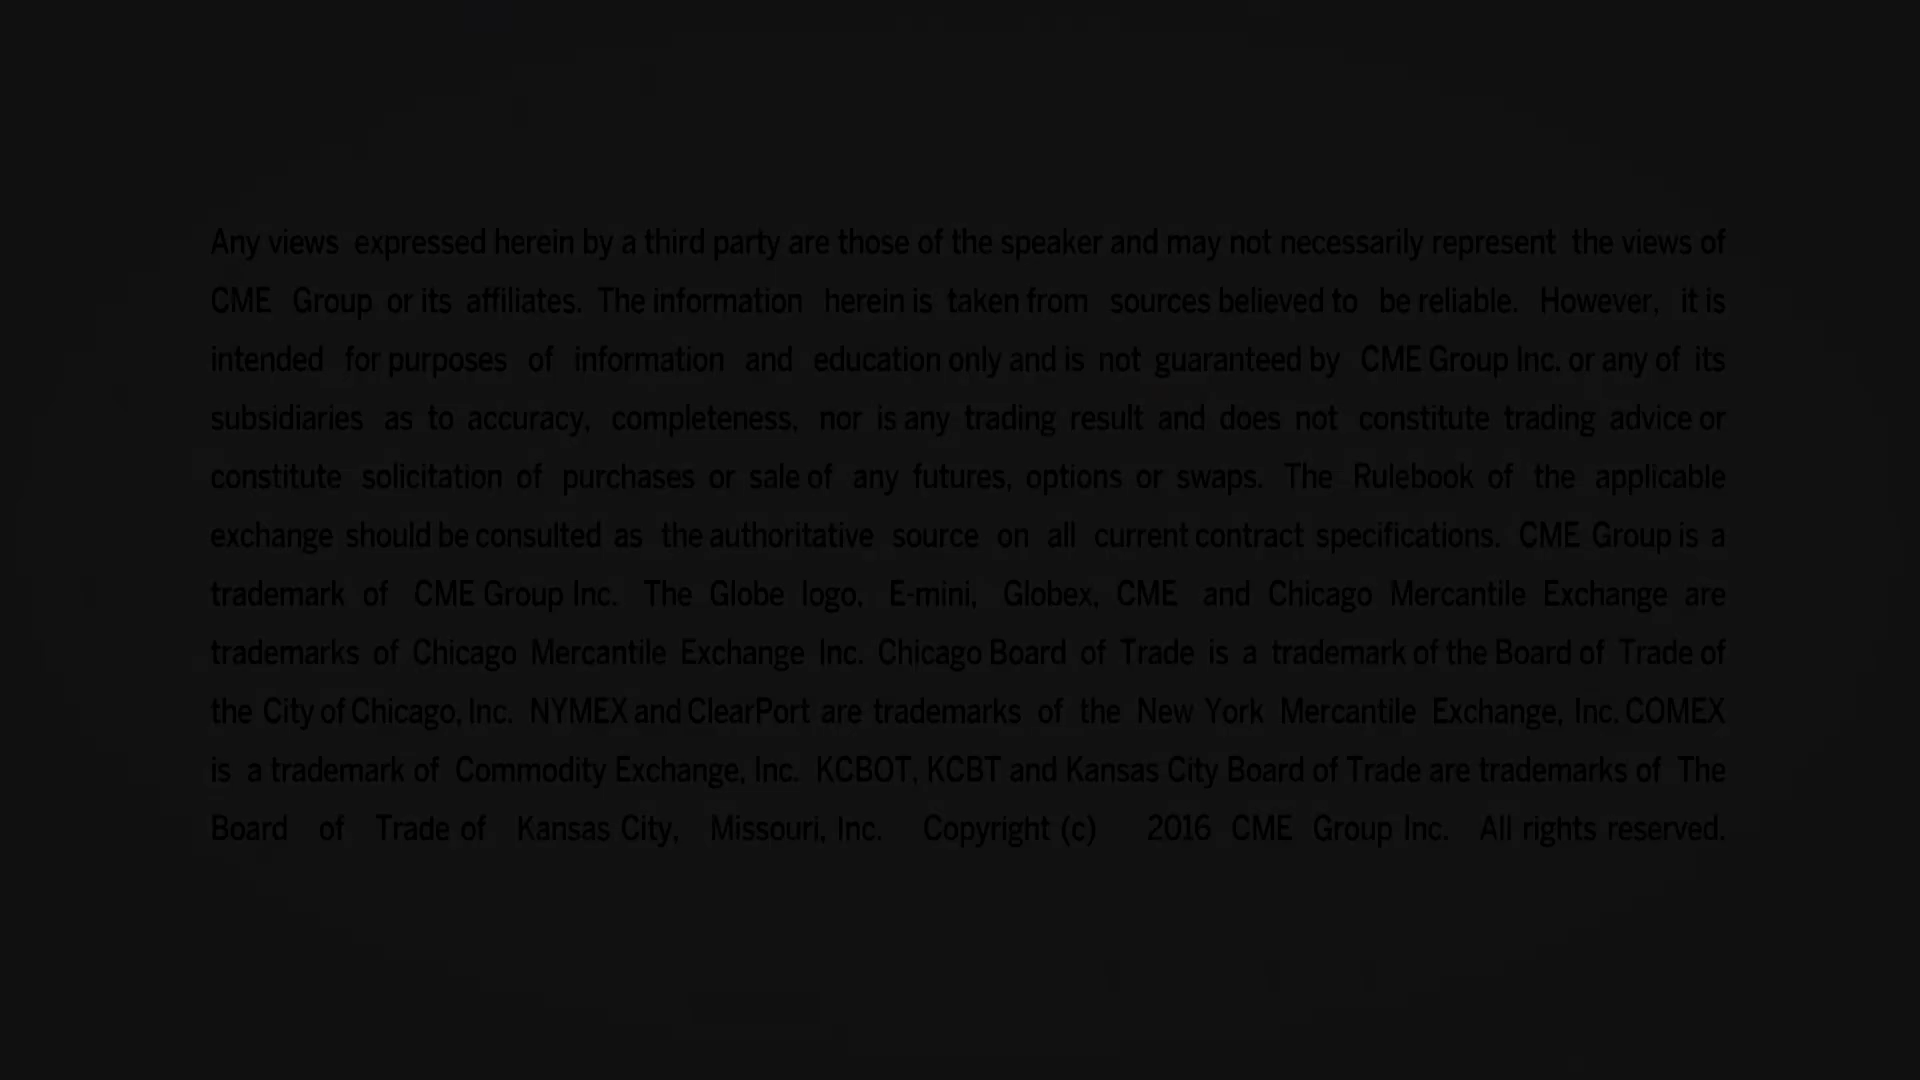 Any views expressed herein by a third party are those of the speaker and may not necessarily represent the views of
CME Group or its affiliates. The information herein is taken from sources believed to be reliable. However, it is
intended for purposes of information and education only and is not guaranteed by CME Group Inc. or any of its
subsidiaries as to accuracy, completeness, nor is any trading result and does not constitute trading advice or
constitute solicitation of purchases or sale of any futures, options or swaps. The Rulebook of the applicable
exchange should be consulted as the authoritative source on all current contract specifications. CME Group is a
trademark of CME Group Inc. The Globe logo, E-mini, Globex, CME and Chicago Mercantile Exchange are
trademarks of Chicago Mercantile Exchange Inc. Chicago Board of Trade is a trademark of the Board of Trade of
the City of Chicago, Inc. NYMEX and ClearPort are trademarks of the New York Mercantile Exchange, Inc. COMEX
is a trademark of Commodity Exchange, Inc. KCBOT, KCBT and Kansas City Board of Trade are trademarks of The
Board of Trade of Kansas City, Missouri, Inc. Copyright (c) 2016 CME Group Inc. All rights reserved.